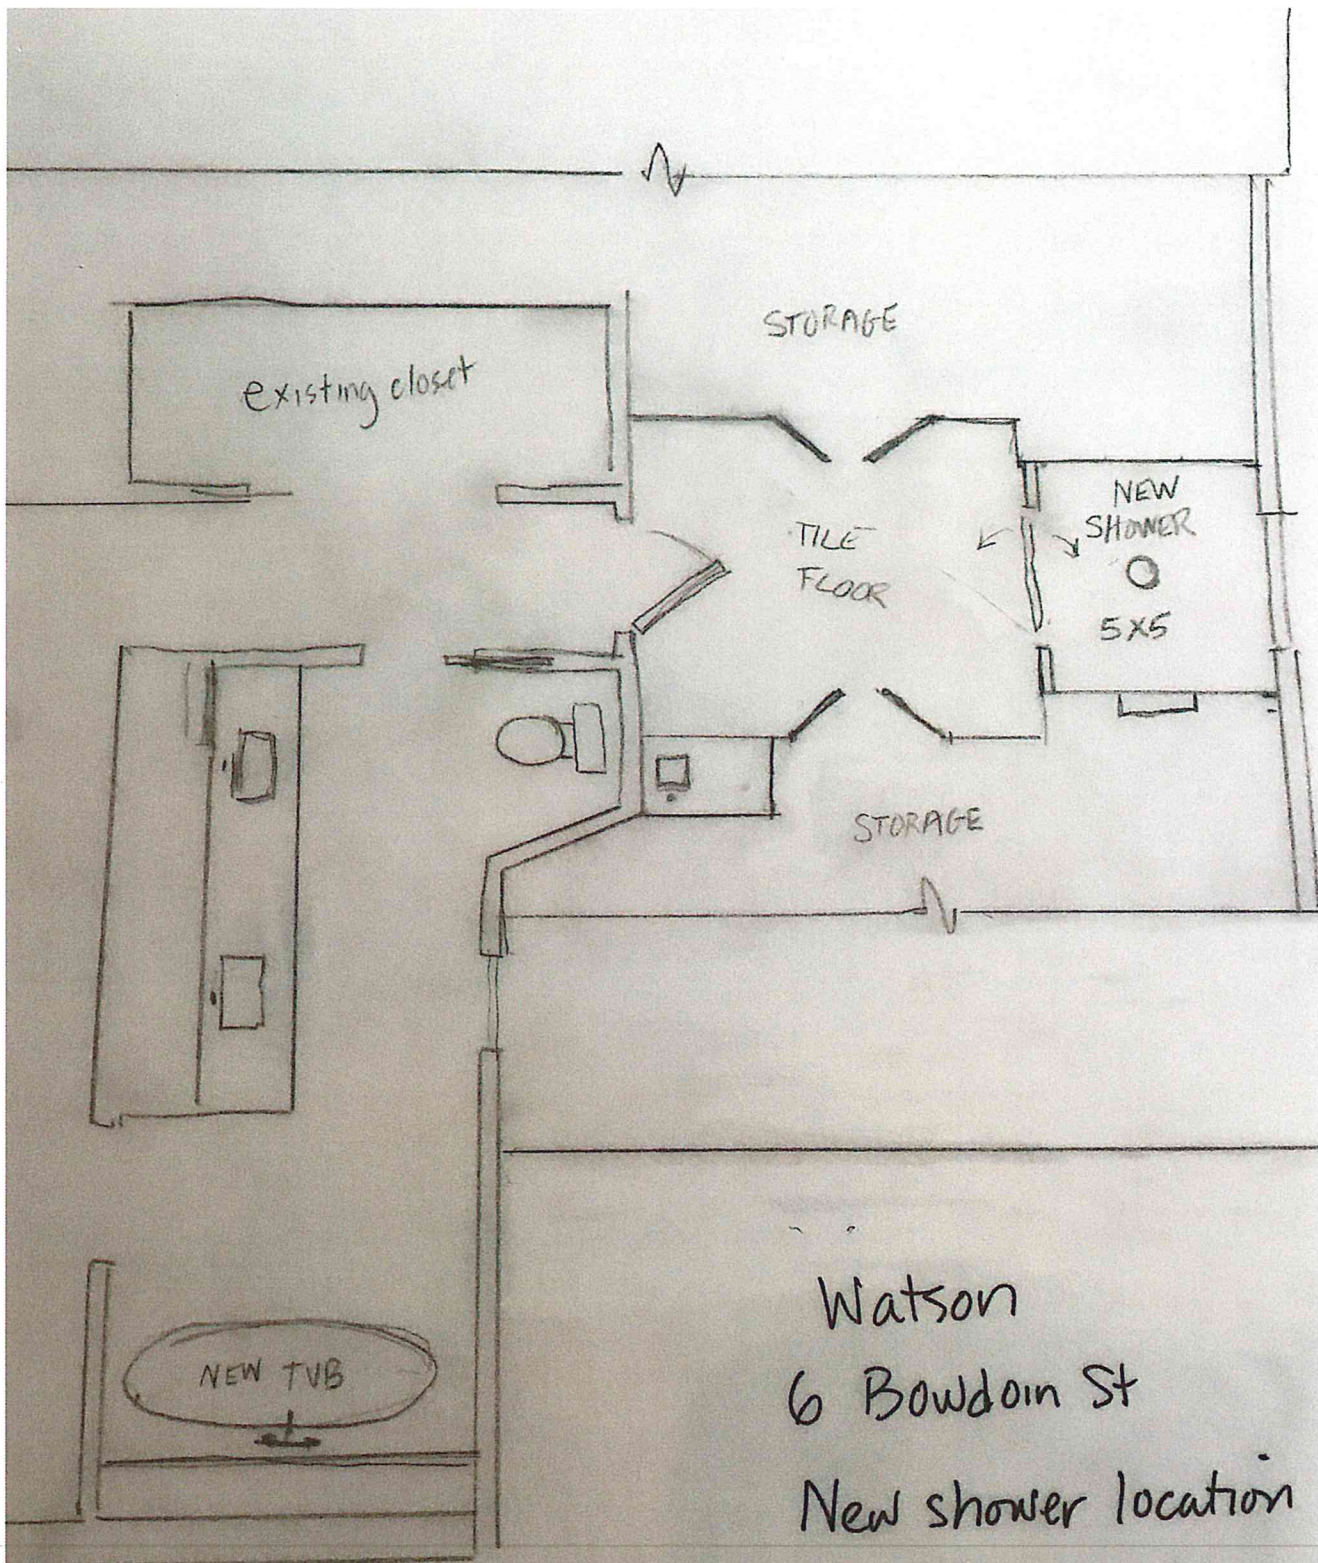 STORAGE
existing closet
NEW
SHOWER
5X5
TILE
FLOOR
STORAGE
NEW TUB
Watson
6 Bowdoin St
New shower location